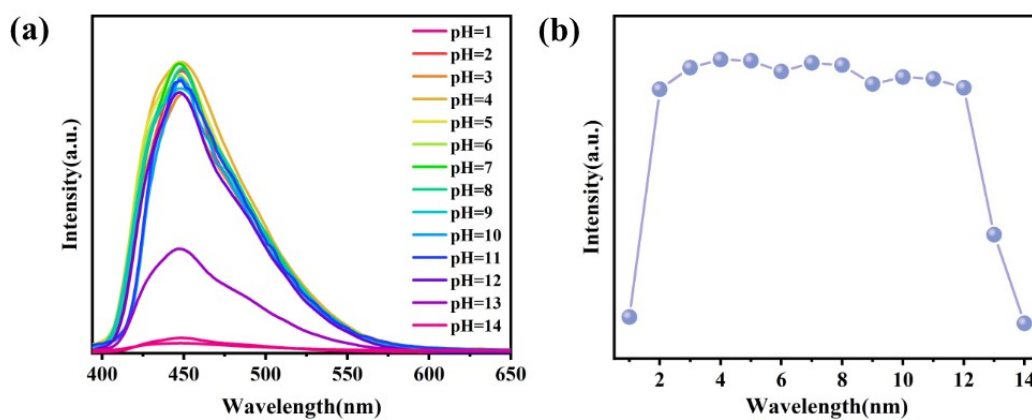 (a)
Intensity(a.u.)
pH=1
pH=2
pH=3
pH=4
pH=5
pH=6
pH=7
pH=8
pH=9
pH=10
pH=11
pH=12
pH=13
pH=14
400 450 500 550 600 650
Wavelength(nm)
(b)
Intensity(a.u.)
2 4 6 8 10 12 14
Wavelength(nm)